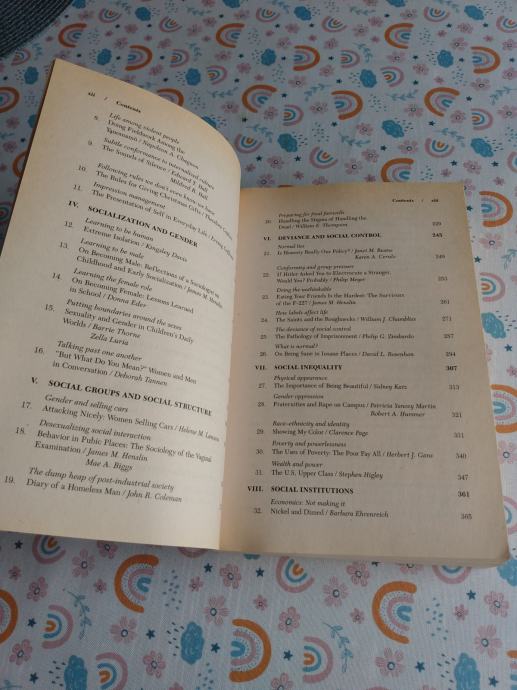 xii / Contents
Life among violent people
8. Doing Fieldwork Among the
Yąnomamö / Napoleon A. Chagnon
Subtle conformance to internalized culture
9. The Sounds of Silence / Edward T. Hall
Mildred R. Hall
Following rules we don't even know we have
10. The Rules for Giving Christmas Gifts / Theodore Caplow
Impression management
11. The Presentation of Self in Everyday Life / Erving Goffman
IV. SOCIALIZATION AND GENDER
Learning to be human
12. Extreme Isolation / Kingsley Davis
Learning to be male
13. On Becoming Male: Reflections of a Sociologist on
Childhood and Early Socialization / James M. Henslin
Learning the female role
14. On Becoming Female: Lessons Learned
in School / Donna Eder
Putting boundaries around the sexes
15. Sexuality and Gender in Children's Daily
Worlds / Barrie Thorne
Zella Luria
Talking past one another
16. "But What Do You Mean?" Women and Men
in Conversation / Deborah Tannen
V. SOCIAL GROUPS AND SOCIAL STRUCTURE
Gender and selling cars
17. Attacking Nicely: Women Selling Cars / Helene M. Lawson
Desexualizing social interaction
18. Behavior in Pubic Places: The Sociology of the Vaginal
Examination / James M. Henslin
Mae A. Biggs
The dump heap of post-industrial society
19. Diary of a Homeless Man / John R. Coleman
Contents / xiii
Preparing for final farewells
20. Handling the Stigma of Handling the
Dead / William E. Thompson 229
VI. DEVIANCE AND SOCIAL CONTROL 245
Normal lies
21. Is Honesty Really Our Policy? / Janet M. Ruane
Karen A. Cerulo 249
Conformity and group pressure
22. If Hitler Asked You to Electrocute a Stranger,
Would You? Probably / Philip Meyer 253
Doing the unthinkable
23. Eating Your Friends Is the Hardest: The Survivors
of the F-227 / James M. Henslin 261
How labels affect life
24. The Saints and the Roughnecks / William J. Chambliss 271
The deviance of social control
25. The Pathology of Imprisonment / Philip G. Zimbardo 287
What is normal?
26. On Being Sane in Insane Places / David L. Rosenhan 294
VII. SOCIAL INEQUALITY 307
Physical appearance
27. The Importance of Being Beautiful / Sidney Katz 313
Gender oppression
28. Fraternities and Rape on Campus / Patricia Yancey Martin
Robert A. Hummer 321
Race-ethnicity and identity
29. Showing My Color / Clarence Page 331
Poverty and powerlessness
30. The Uses of Poverty: The Poor Pay All / Herbert J. Gans 340
Wealth and power
31. The U.S. Upper Class / Stephen Higley 347
VIII. SOCIAL INSTITUTIONS 361
Economics: Not making it
32. Nickel and Dimed / Barbara Ehrenreich 365